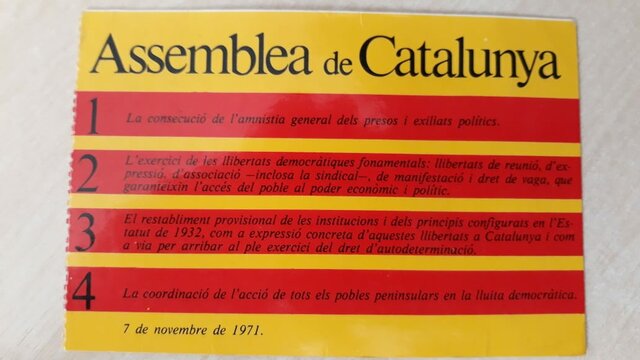 Assemblea de Catalunya
1 La consecució de l'amnistia general dels presos i exiliats polítics.
2 L'exercici de les llibertats democràtiques fonamentals: llibertats de reunió, d'ex-
pressió, d'associació —inclosa la sindical—, de manifestació i dret de vaga, que
garanteixin l'accés del poble al poder econòmic i polític.
3 El restabliment provisional de les institucions i dels principis configurats en l'Es-
tatut de 1932, com a expressió concreta d'aquestes llibertats a Catalunya i com
a via per arribar al ple exercici del dret d'autodeterminació.
4 La coordinació de l'acció de tots els pobles peninsulars en la lluita democràtica.
7 de novembre de 1971.